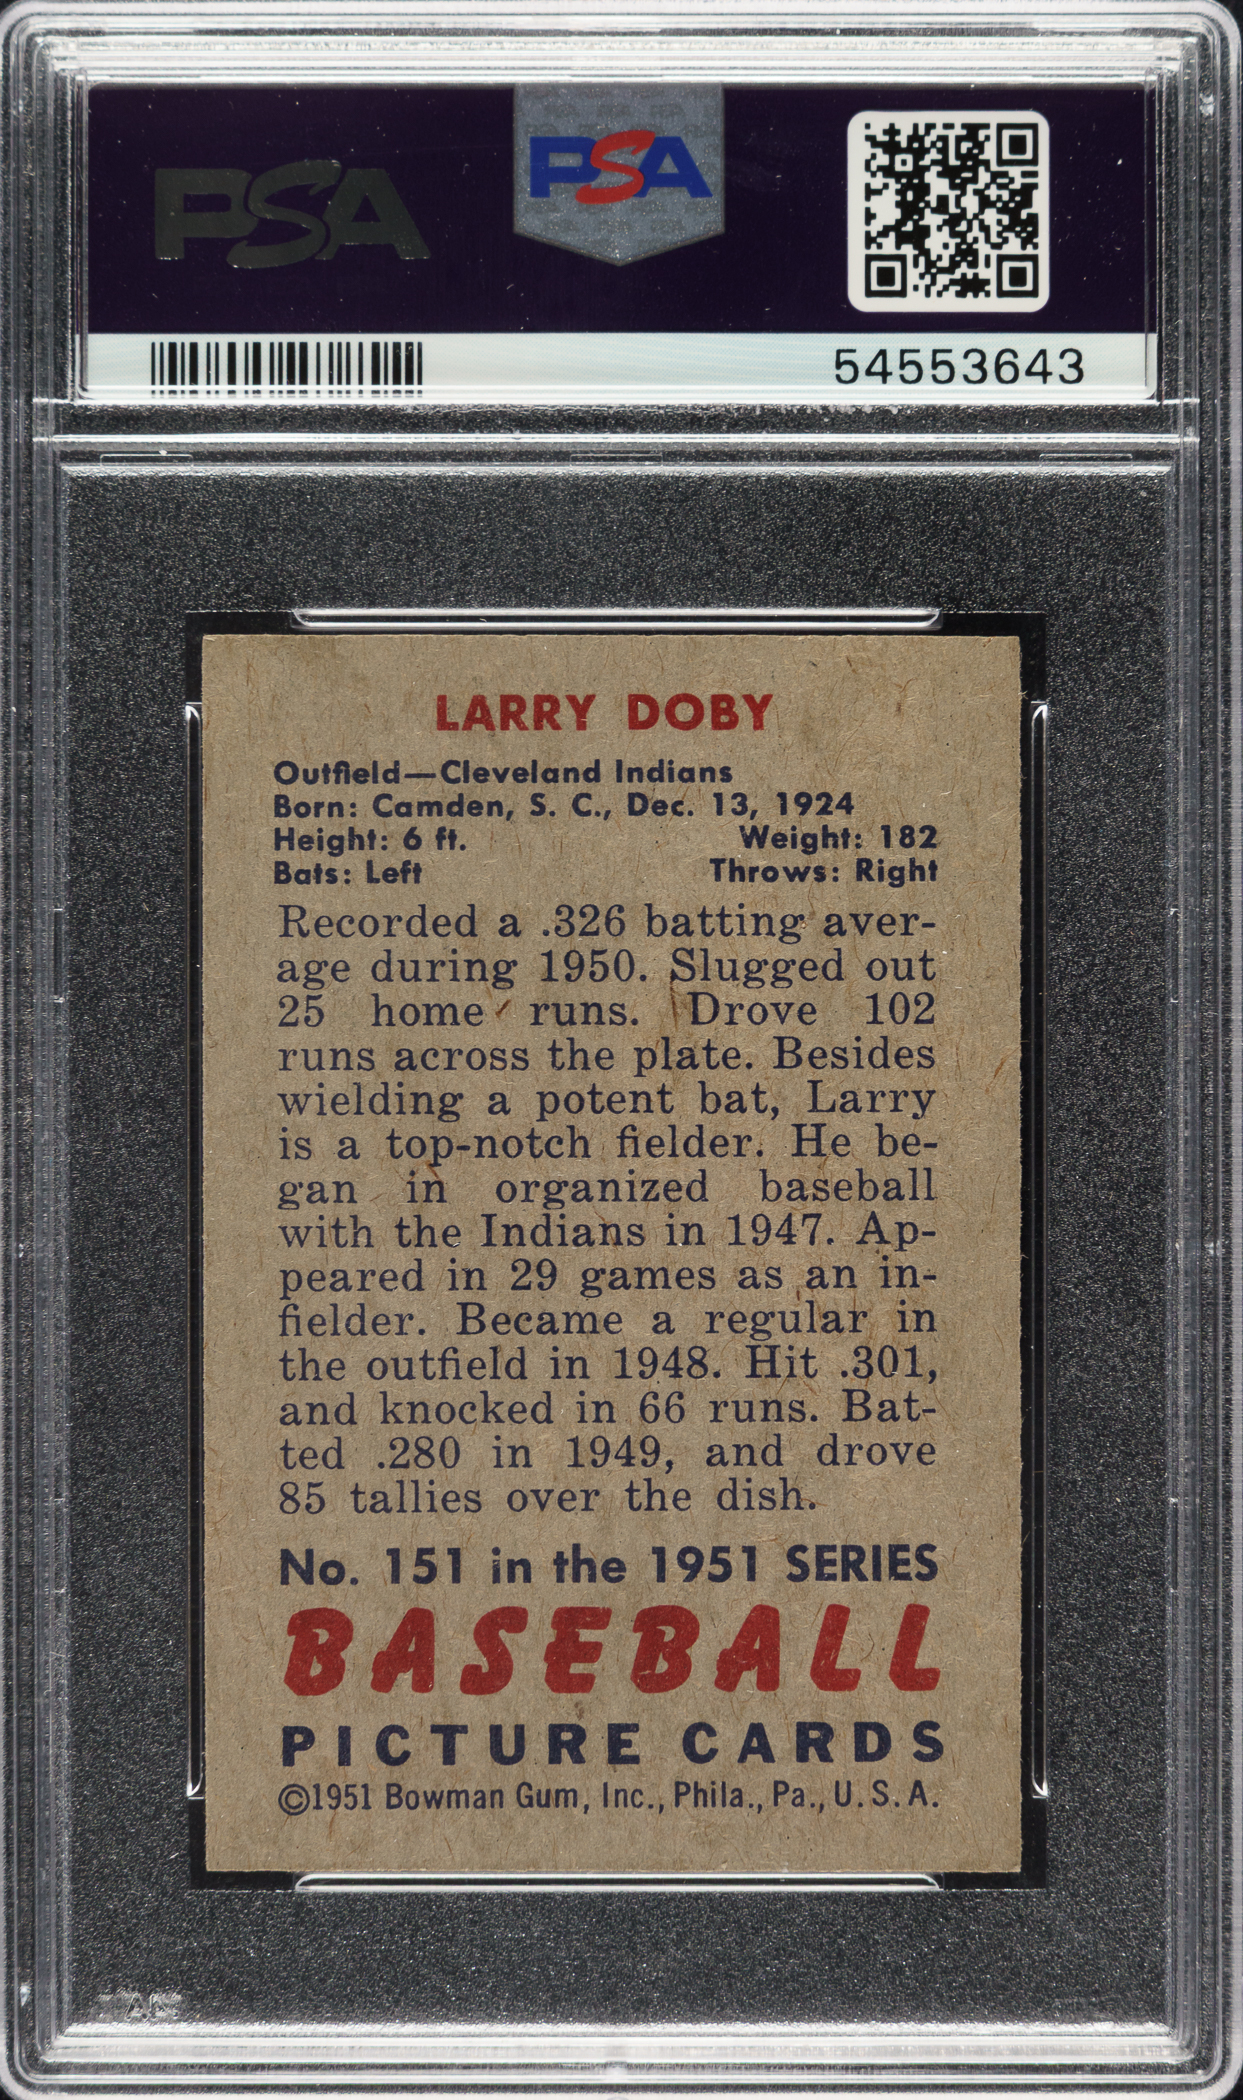 PSA
PSA
54553643
LARRY DOBY
Outfield—Cleveland Indians
Born: Camden, S. C., Dec. 13, 1924
Height: 6 ft. Weight: 182
Bats: Left Throws: Right
Recorded a .326 batting aver-
age during 1950. Slugged out
25 home runs. Drove 102
runs across the plate. Besides
wielding a potent bat, Larry
is a top-notch fielder. He be-
gan in organized baseball
with the Indians in 1947. Ap-
peared in 29 games as an in-
fielder. Became a regular in
the outfield in 1948. Hit .301,
and knocked in 66 runs. Bat-
ted .280 in 1949, and drove
85 tallies over the dish.
No. 151 in the 1951 SERIES
BASEBALL
PICTURE CARDS
©1951 Bowman Gum, Inc., Phila., Pa., U.S.A.